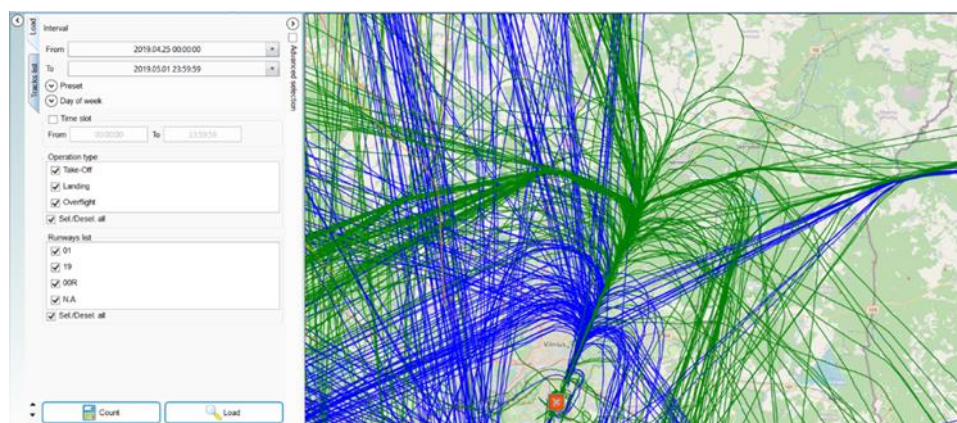 Load
Tracks list
Interval
From 2019.04.25 00:00:00
To 2019.05.01 23:59:59
Preset
Day of week
Time slot
From 00:00:00 To 23:59:59
Operation type
Take-Off
Landing
Overflight
Sel./Desel. all
Runways list
01
19
00R
N.A
Sel./Desel. all
Count
Load
Advanced selection
Vilnius